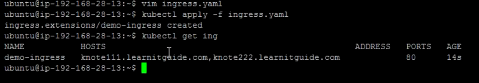 ubuntu@ip-192-168-28-13:~$ vim ingress.yaml
ubuntu@ip-192-168-28-13:~$ kubectl apply -f ingress.yaml
ingress.extensions/demo-ingress created
ubuntu@ip-192-168-28-13:~$ kubectl get ing
NAME HOSTS ADDRESS PORTS AGE
demo-ingress knote111.learnitguide.com,knote222.learnitguide.com 80 14s
ubuntu@ip-192-168-28-13:~$